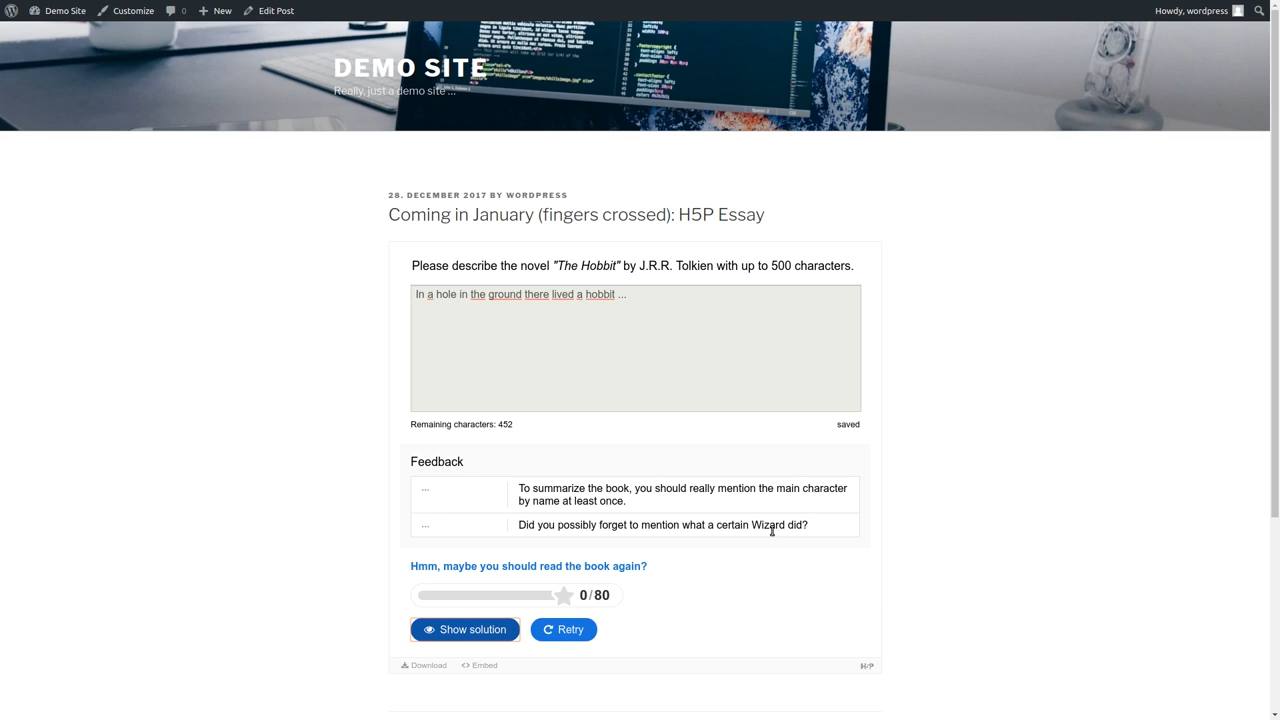 Demo Site Customize 0 New Edit Post Howdy, wordpress
DEMO SITE
Really, just a demo site ...
28. DECEMBER 2017 BY WORDPRESS
Coming in January (fingers crossed): H5P Essay
Please describe the novel "The Hobbit" by J.R.R. Tolkien with up to 500 characters.
In a hole in the ground there lived a hobbit ...
Remaining characters: 452 saved
Feedback
... To summarize the book, you should really mention the main character
by name at least once.
... Did you possibly forget to mention what a certain Wizard did?
Hmm, maybe you should read the book again?
0/80
Show solution Retry
Download Embed H5P